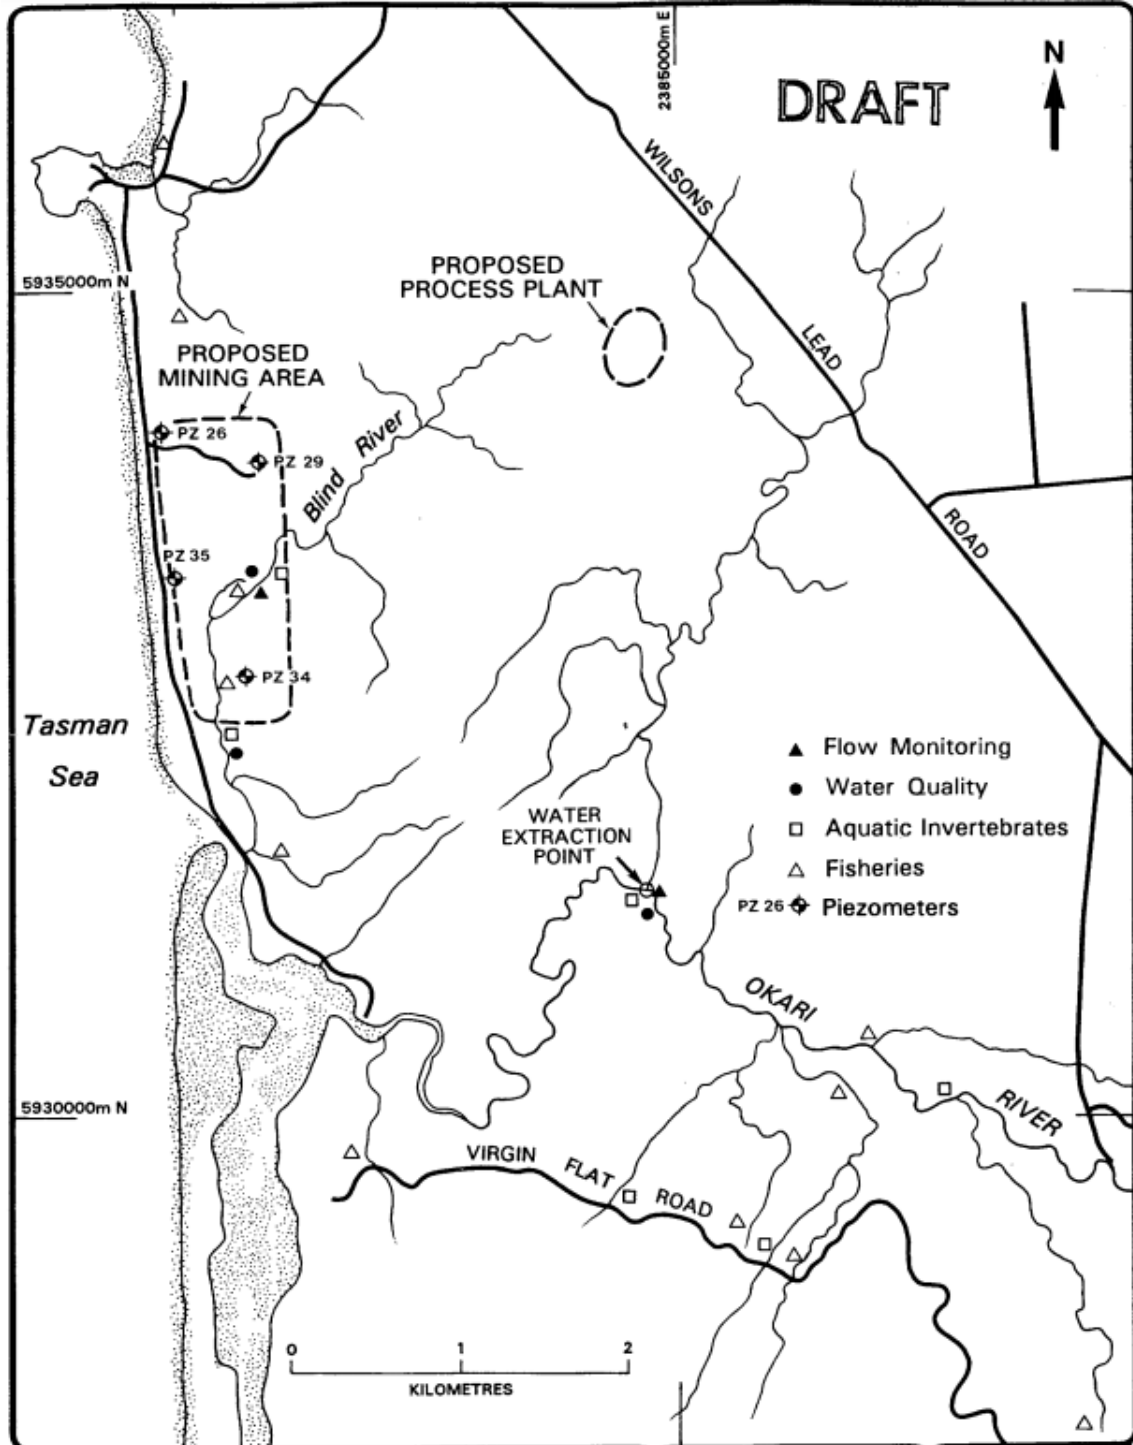 2385000m E
N
DRAFT
WILSONS
LEAD
ROAD
5935000m N
PROPOSED
PROCESS PLANT
PROPOSED
MINING AREA
PZ 26
PZ 29
Blind River
PZ 35
PZ 34
Tasman
Sea
Flow Monitoring
Water Quality
Aquatic Invertebrates
Fisheries
PZ 26 Piezometers
WATER
EXTRACTION
POINT
OKARI
RIVER
5930000m N
VIRGIN
FLAT
ROAD
0 1 2
KILOMETRES